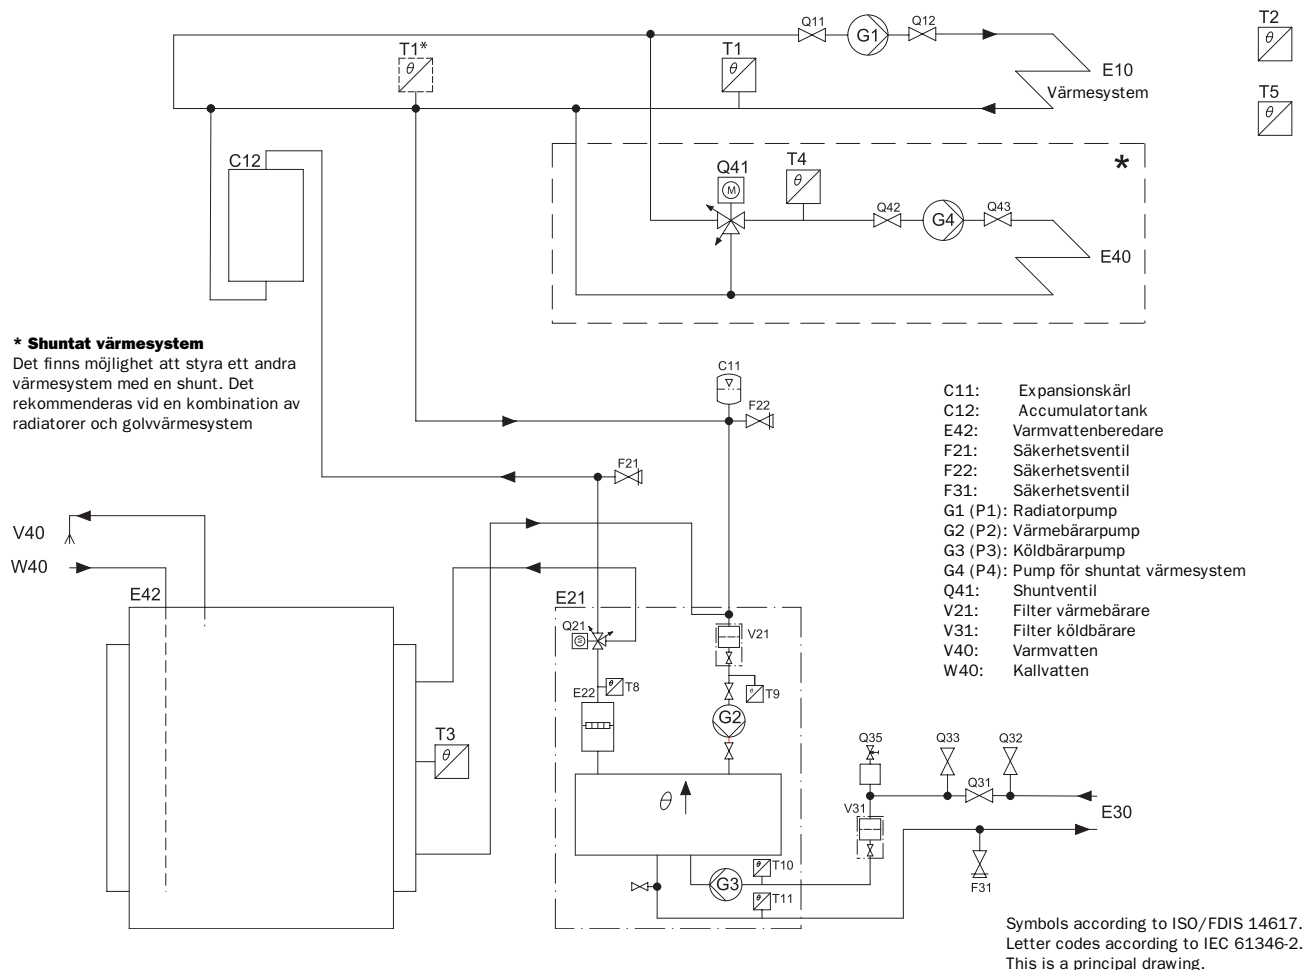 Q11
G1
Q12
T2
θ
T1*
θ
T1
θ
E10
Värmesystem
T5
θ
C12
*
Q41
M
T4
θ
Q42
G4
Q43
E40
* Shuntat värmesystem
Det finns möjlighet att styra ett andra
värmesystem med en shunt. Det
rekommenderas vid en kombination av
radiatorer och golvvärmesystem
C11
F22
F21
C11: Expansionskärl
C12: Accumulatortank
E42: Varmvattenberedare
F21: Säkerhetsventil
F22: Säkerhetsventil
F31: Säkerhetsventil
G1 (P1): Radiatorpump
G2 (P2): Värmebärarpump
G3 (P3): Köldbärarpump
G4 (P4): Pump för shuntat värmesystem
Q41: Shuntventil
V21: Filter värmebärare
V31: Filter köldbärare
V40: Varmvatten
W40: Kallvatten
V40
W40
E42
E21
Q21
M
V21
E22
θ
T8
θ
T9
G2
T3
θ
θ
Q35
Q33
Q32
Q31
V31
E30
θ
T10
G3
θ
T11
F31
Symbols according to ISO/FDIS 14617.
Letter codes according to IEC 61346-2.
This is a principal drawing.